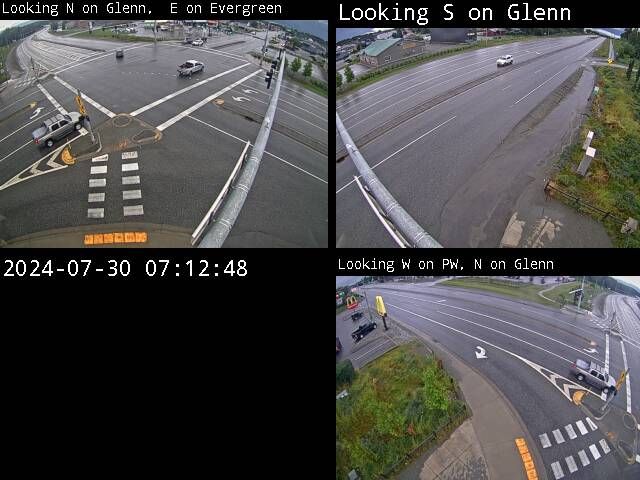 Looking N on Glenn, E on Evergreen
Looking S on Glenn
2024-07-30 07:12:48
Looking W on PW, N on Glenn